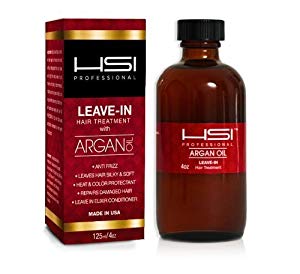 HSI
PROFESSIONAL
LEAVE-IN
HAIR TREATMENT
with
ARGAN OIL
• ANTI FRIZZ
• LEAVES HAIR SILKY & SOFT
• HEAT & COLOR PROTECTANT
• REPAIRS DAMAGED HAIR
• LEAVE IN ELIXIR CONDITIONER
MADE IN USA
125ml/4oz
HSI
PROFESSIONAL
ARGAN OIL
4oz
LEAVE-IN
Hair Treatment